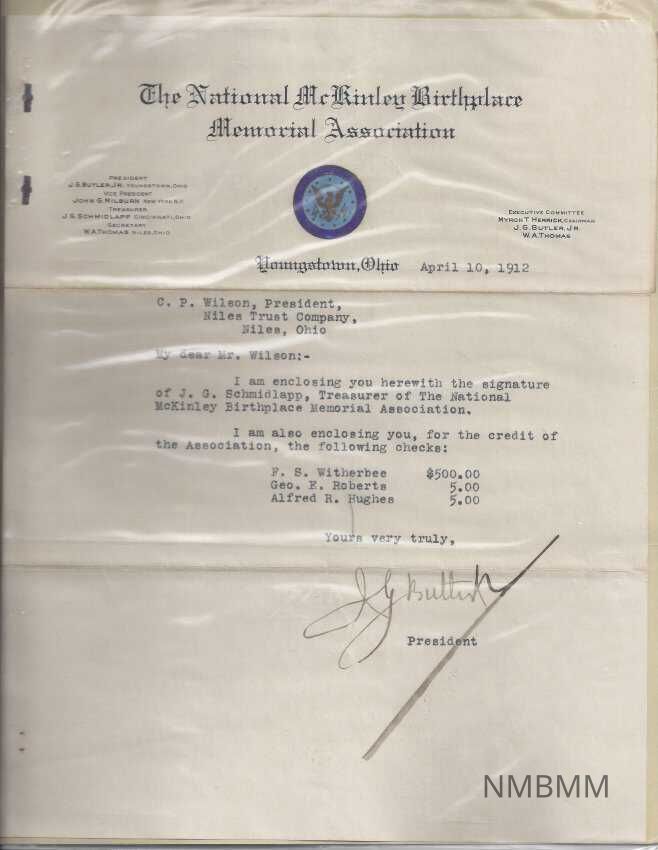 The National McKinley Birthplace
Memorial Association
PRESIDENT
J.G.BUTLER,JR. YOUNGSTOWN,OHIO
VICE PRESIDENT
JOHN G. MILBURN NEW YORK N.Y.
TREASURER
J.G.SCHMIDLAPP CINCINNATI,OHIO
SECRETARY
W.A.THOMAS NILES,OHIO
EXECUTIVE COMMITTEE
MYRON T. HERRICK, CHAIRMAN
J.G.BUTLER, JR.
W.A.THOMAS
Youngstown,Ohio April 10, 1912
C. P. Wilson, President,
Niles Trust Company,
Niles, Ohio
My dear Mr. Wilson:-
I am enclosing you herewith the signature
of J. G. Schmidlapp, Treasurer of The National
McKinley Birthplace Memorial Association.
I am also enclosing you, for the credit of
the Association, the following checks:
F. S. Witherbee $500.00
Geo. E. Roberts 5.00
Alfred R. Hughes 5.00
Yours very truly,
J G Butler Jr
President
NMBMM